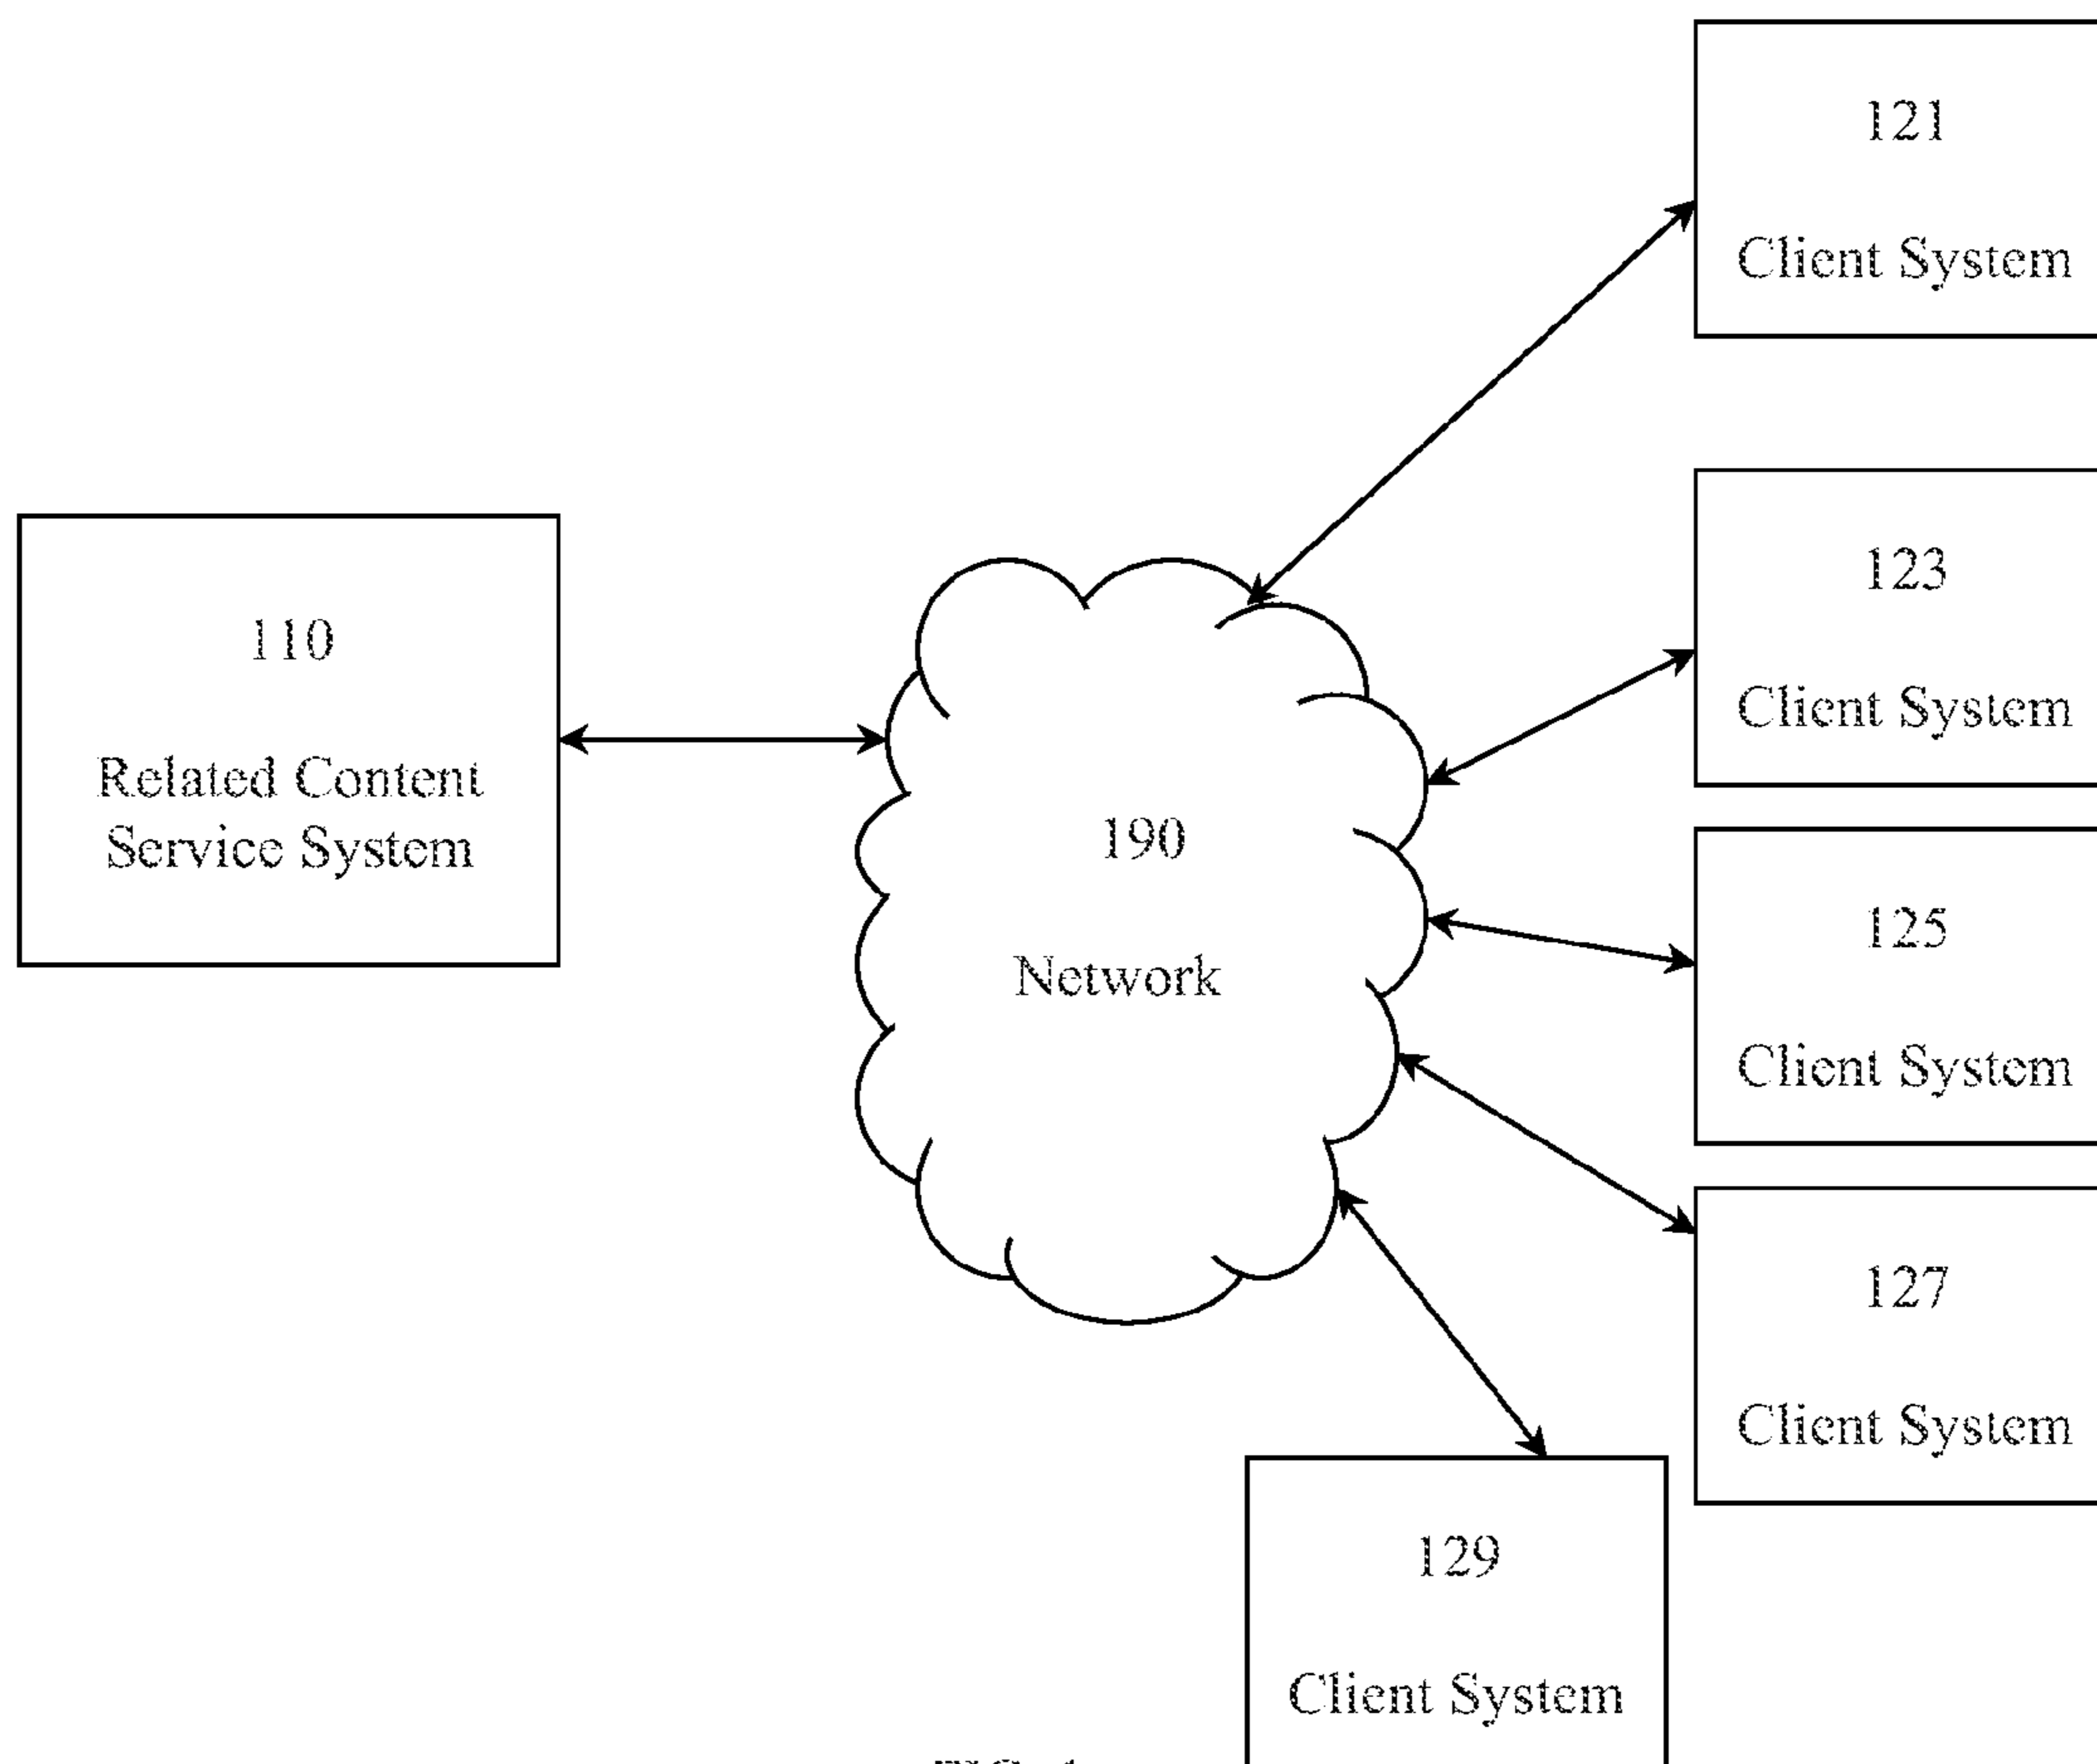 121
Client System
123
Client System
110
Related Content
Service System
190
Network
125
Client System
127
Client System
129
Client System